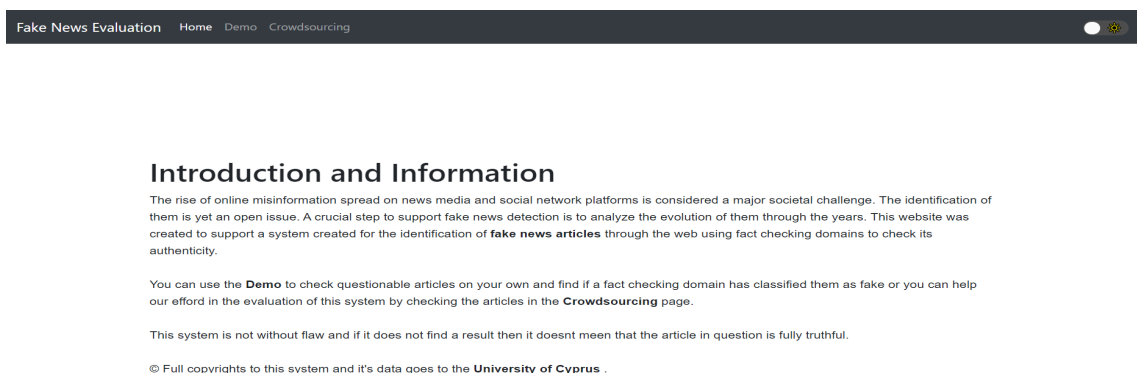 Fake News Evaluation Home Demo Crowdsourcing
Introduction and Information
The rise of online misinformation spread on news media and social network platforms is considered a major societal challenge. The identification of
them is yet an open issue. A crucial step to support fake news detection is to analyze the evolution of them through the years. This website was
created to support a system created for the identification of fake news articles through the web using fact checking domains to check its
authenticity.
You can use the Demo to check questionable articles on your own and find if a fact checking domain has classified them as fake or you can help
our efford in the evaluation of this system by checking the articles in the Crowdsourcing page.
This system is not without flaw and if it does not find a result then it doesnt meen that the article in question is fully truthful.
© Full copyrights to this system and it's data goes to the University of Cyprus .